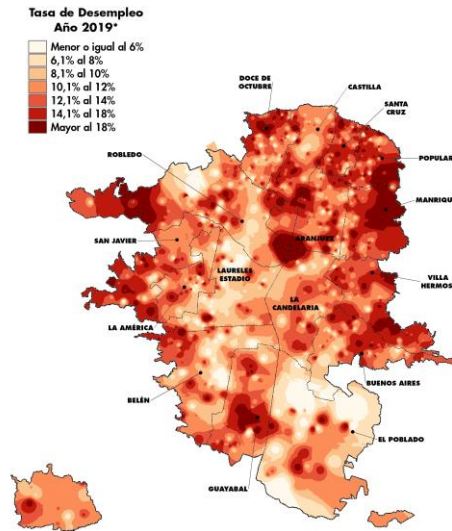 Tasa de Desempleo
Año 2019*
Menor o igual al 6%
6,1% al 8%
8,1% al 10%
10,1% al 12%
12,1% al 14%
14,1% al 18%
Mayor al 18%
DOCE DE
OCTUBRE
CASTILLA
SANTA
CRUZ
POPULAR
ROBLEDO
MANRIQU
SAN JAVIER
ARANJUEZ
LAURELES
ESTADIO
VILLA
HERMOS
LA
CANDELARIA
LA AMÉRICA
BUENOS AIRES
BELÉN
EL POBLADO
GUAYABAL